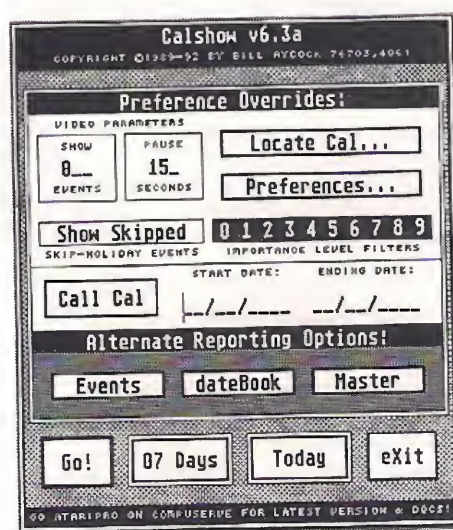 Calshow v6.3a
COPYRIGHT ©1989-92 BY BILL AYCOCK 76703,4061
Preference Overrides:
VIDEO PARAMETERS
SHOW
8__
EVENTS
PAUSE
15_
SECONDS
Locate Cal...
Preferences...
Show Skipped
SKIP-HOLIDAY EVENTS
0 1 2 3 4 5 6 7 8 9
IMPORTANCE LEVEL FILTERS
Call Cal
START DATE:
__/__/____
ENDING DATE:
__/__/____
Alternate Reporting Options:
Events
dateBook
Master
Go!
07 Days
Today
eXit
GO ATARIPRO ON COMPUSERVE FOR LATEST VERSION & DOCS!